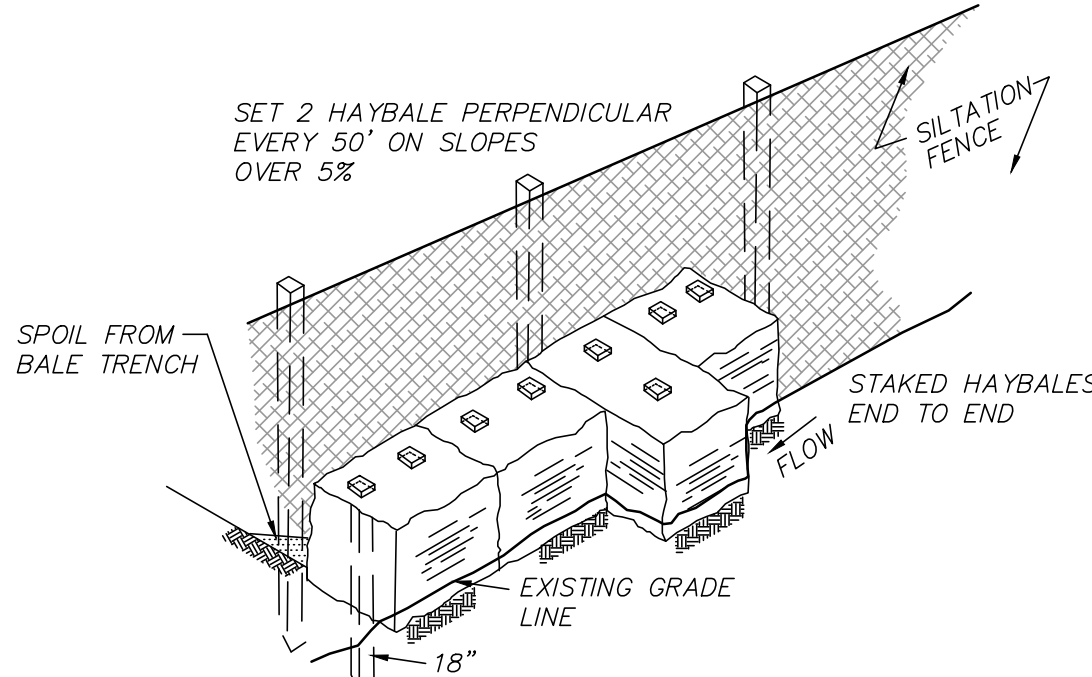 SET 2 HAYBALE PERPENDICULAR
EVERY 50' ON SLOPES
OVER 5%
SILTATION
FENCE
SPOIL FROM
BALE TRENCH
STAKED HAYBALES
END TO END
FLOW
EXISTING GRADE
LINE
18"